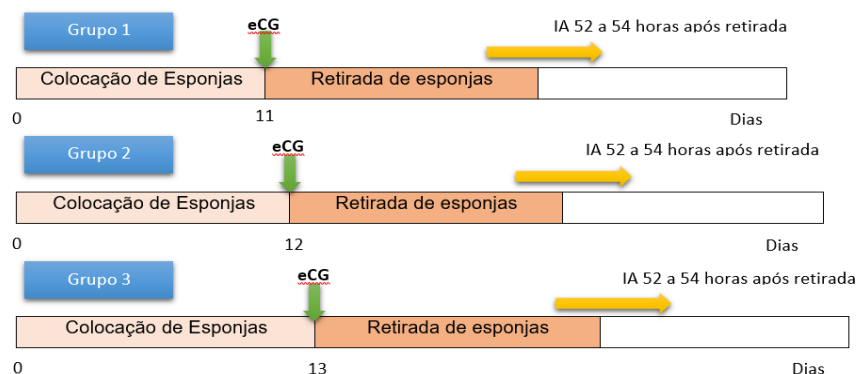 Grupo 1
eCG
IA 52 a 54 horas após retirada
Colocação de Esponjas
Retirada de esponjas
0
11
Dias
Grupo 2
eCG
IA 52 a 54 horas após retirada
Colocação de Esponjas
Retirada de esponjas
0
12
Dias
Grupo 3
eCG
IA 52 a 54 horas após retirada
Colocação de Esponjas
Retirada de esponjas
0
13
Dias